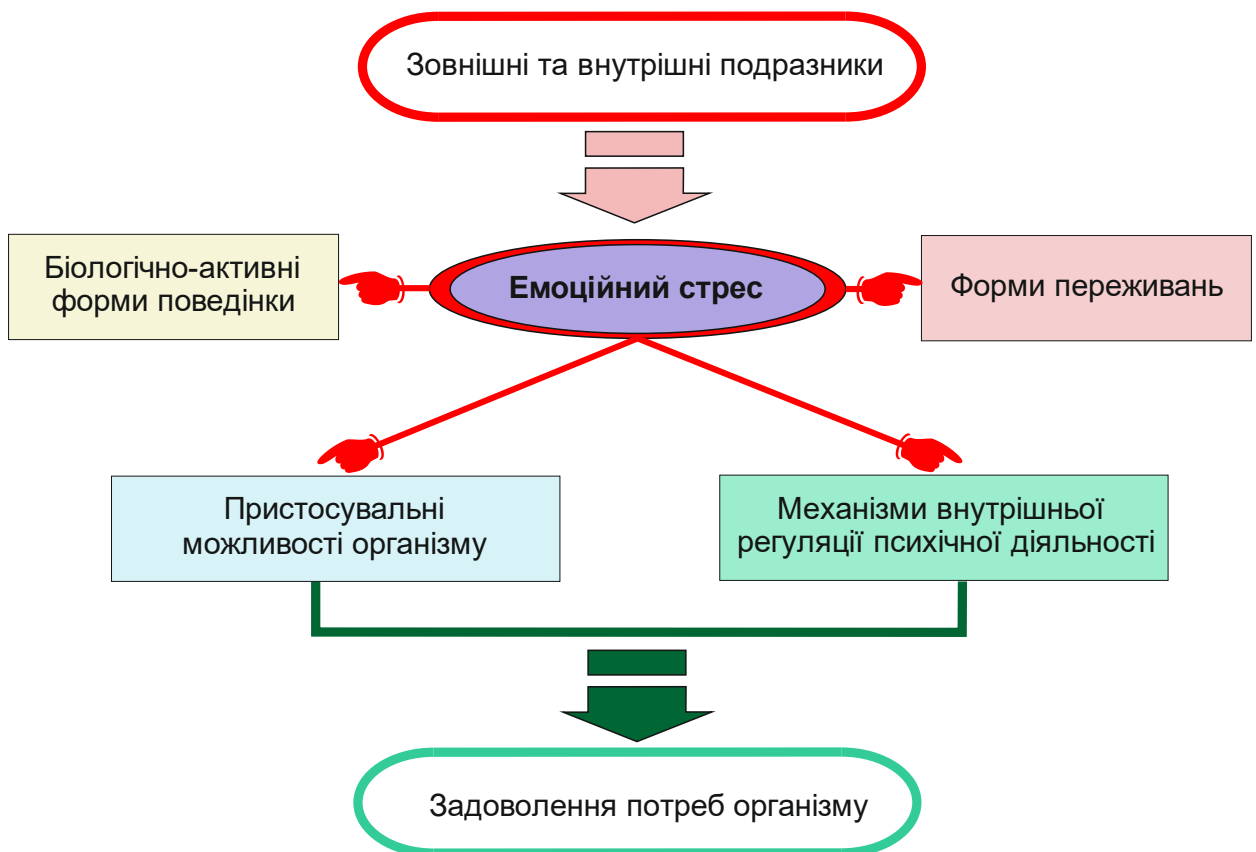 Зовнішні та внутрішні подразники
Біологічно-активні
форми поведінки
Емоційний стрес
Форми переживань
Пристосувальні
можливості організму
Механізми внутрішньої
регуляції психічної діяльності
Задоволення потреб організму